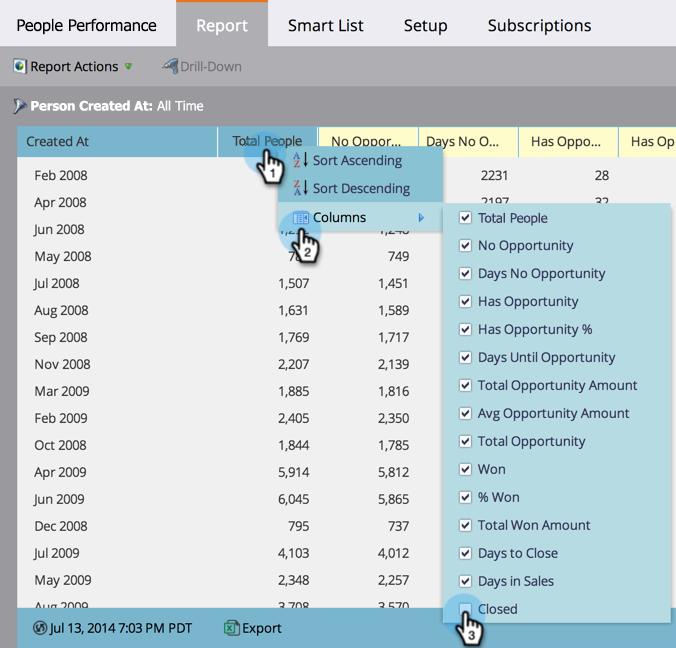 People Performance Report Smart List Setup Subscriptions
Report Actions Drill-Down
Person Created At: All Time
Created At Total People No Oppor... Days No O... Has Oppo... Has Op
Feb 2008 2231 28
Apr 2008 2197 32
Jun 2008
May 2008 749
Jul 2008 1,507 1,451
Aug 2008 1,631 1,589
Sep 2008 1,769 1,717
Nov 2008 2,207 2,139
Mar 2009 1,885 1,816
Feb 2009 2,405 2,350
Oct 2008 1,844 1,785
Apr 2009 5,914 5,812
Jun 2009 6,045 5,865
Dec 2008 795 737
Jul 2009 4,103 4,012
May 2009 2,348 2,257
Aug 2009 3,708 3,570
Sort Ascending
Sort Descending
Columns
1
2
Total People
No Opportunity
Days No Opportunity
Has Opportunity
Has Opportunity %
Days Until Opportunity
Total Opportunity Amount
Avg Opportunity Amount
Total Opportunity
Won
% Won
Total Won Amount
Days to Close
Days in Sales
Closed
3
Jul 13, 2014 7:03 PM PDT Export